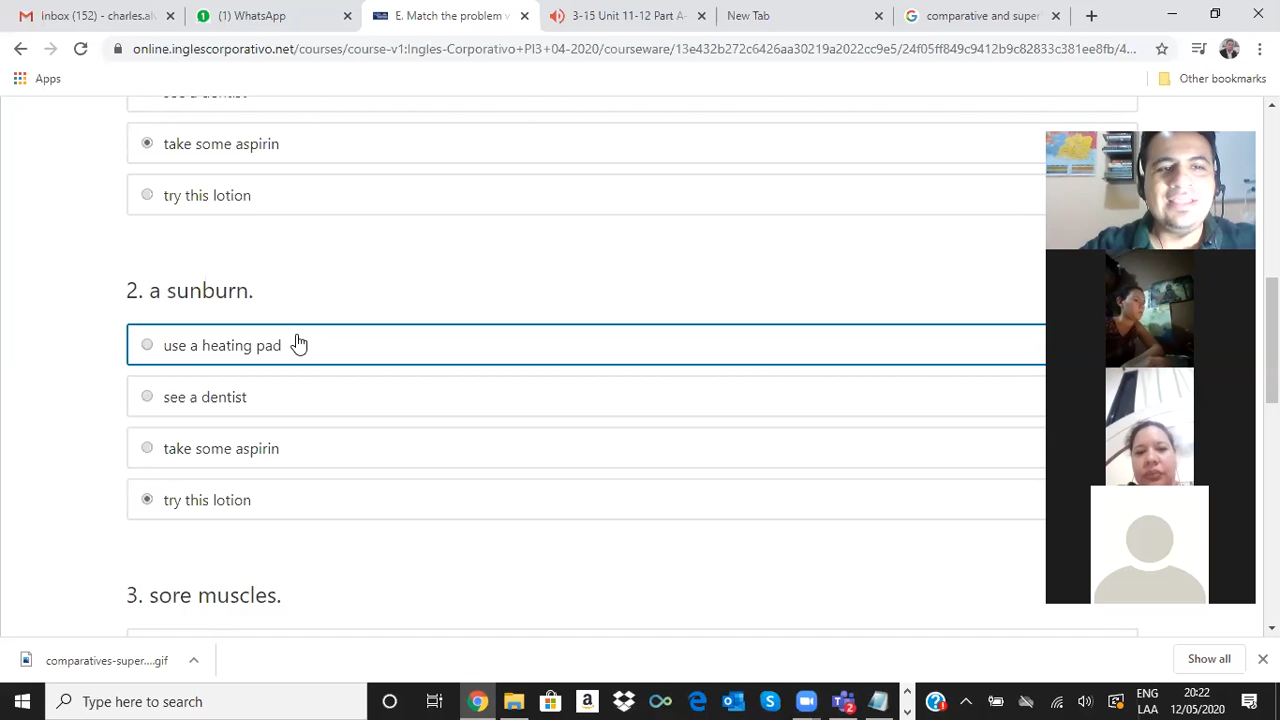 Inbox (152) - charles.al
(1) WhatsApp
E. Match the problem v
3-15 Unit 11-12 Part A-
New Tab
comparative and super
online.inglescorporativo.net/courses/course-v1:Ingles-Corporativo+PI3+04-2020/courseware/13e432b272c6426aa30219a2022cc9e5/24f05ff849c9412b9c82833c381ee8fb/4...
Apps
Other bookmarks
see a dentist
take some aspirin
try this lotion
2. a sunburn.
use a heating pad
see a dentist
take some aspirin
try this lotion
3. sore muscles.
comparatives-super....gif
Show all
Type here to search
ENG
LAA
20:22
12/05/2020